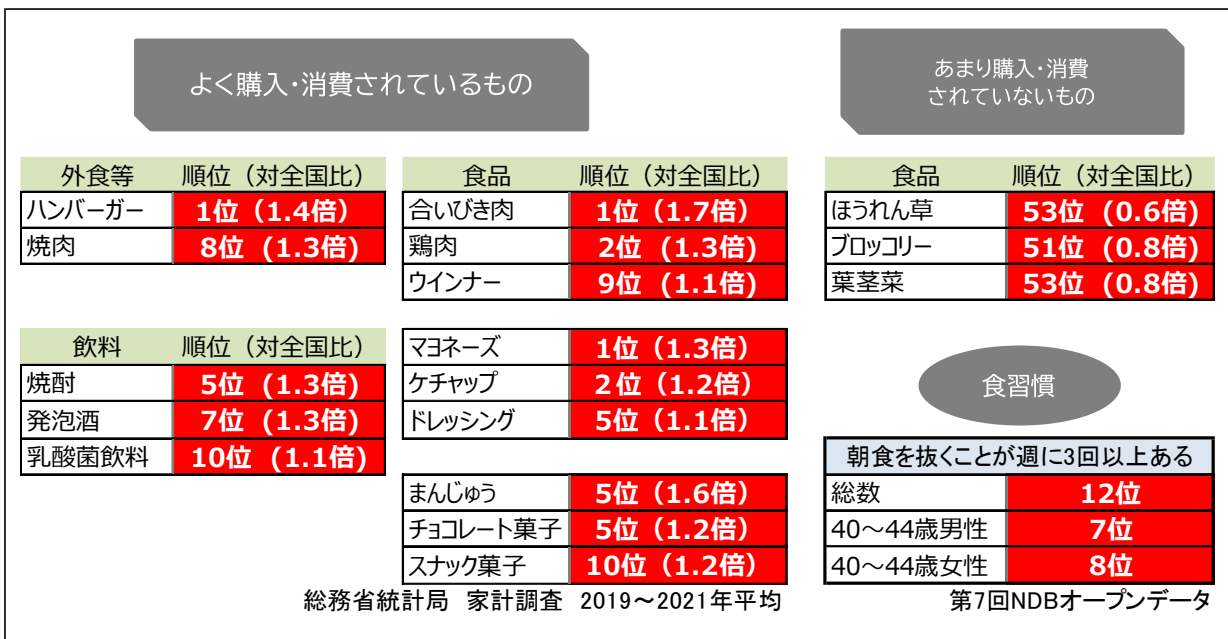 よく購入・消費されているもの
あまり購入・消費
されていないもの
外食等 順位（対全国比）
ハンバーガー 1位（1.4倍）
焼肉 8位（1.3倍)
飲料 順位（対全国比）
焼酎 5位（1.3倍)
発泡酒 7位（1.3倍)
乳酸菌飲料 10位（1.1倍)
食品 順位（対全国比）
合いびき肉 1位（1.7倍）
鶏肉 2位（1.3倍）
ウインナー 9位（1.1倍）
マヨネーズ 1位（1.3倍）
ケチャップ 2位（1.2倍）
ドレッシング 5位（1.1倍）
まんじゅう 5位（1.6倍）
チョコレート菓子 5位（1.2倍）
スナック菓子 10位（1.2倍）
総務省統計局 家計調査 2019～2021年平均
食品 順位（対全国比）
ほうれん草 53位（0.6倍)
ブロッコリー 51位（0.8倍)
葉茎菜 53位（0.8倍)
食習慣
朝食を抜くことが週に3回以上ある
総数 12位
40～44歳男性 7位
40～44歳女性 8位
第7回NDBオープンデータ